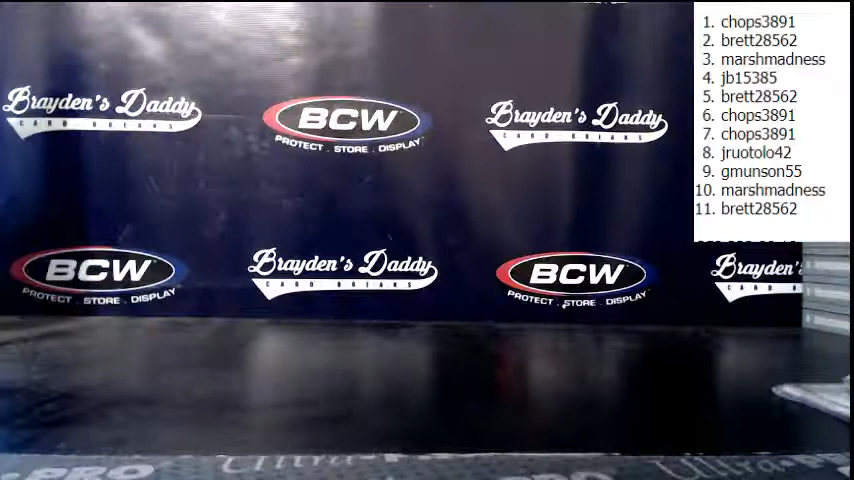 1. chops3891
2. brett28562
3. marshmadness
4. jb15385
5. brett28562
6. chops3891
7. chops3891
8. jruotolo42
9. gmunson55
10. marshmadness
11. brett28562
Brayden's Daddy
CARD BREAKS
BCW
PROTECT . STORE . DISPLAY
Brayden's Daddy
CARD BREAKS
BCW
PROTECT . STORE . DISPLAY
Brayden's Daddy
CARD BREAKS
BCW
PROTECT . STORE . DISPLAY
Brayden's
CARD
PRO
Ultra
Ultra